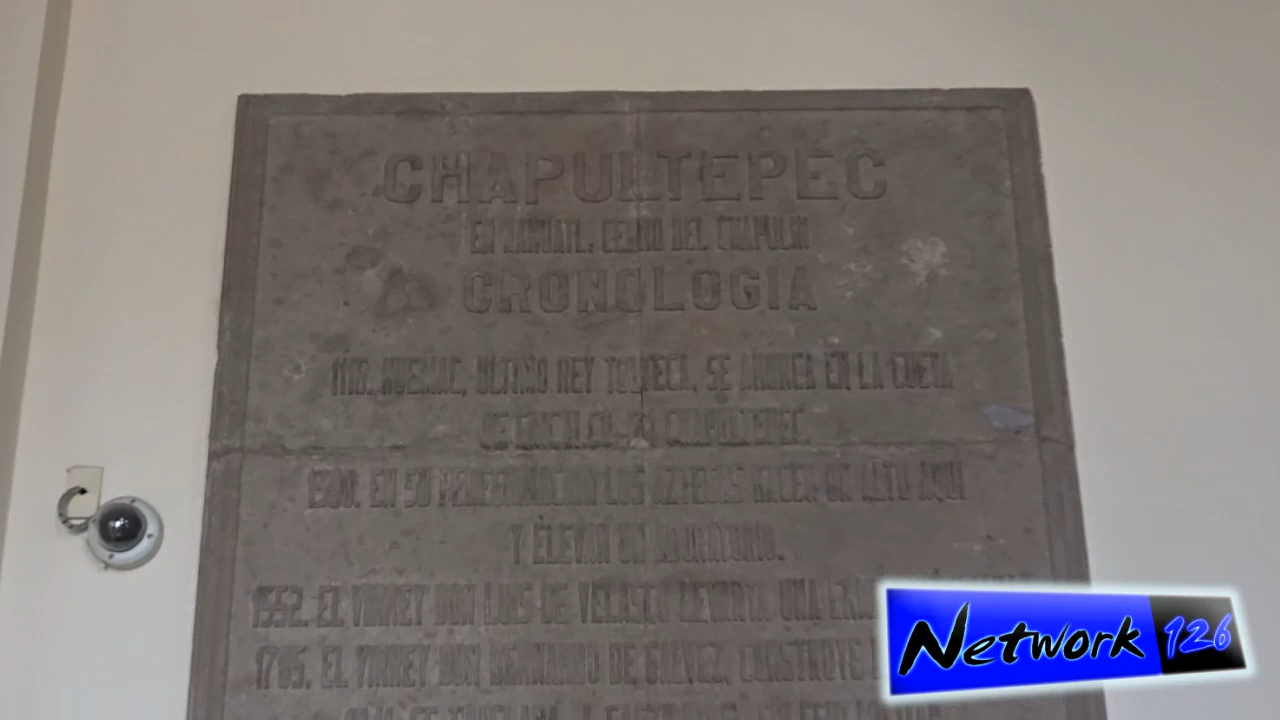 CHAPULTEPEC
EN NAHUATL: CERRO DEL CHAPULIN
CRONOLOGIA
1116. HUEMAC, ULTIMO REY TOLTECA, SE AHORCA EN LA CUEVA
DE CINCALCO, EN CHAPULTEPEC
EN SU PEREGRINACION LOS AZTECAS HACEN UN ALTO AQUI
Y ELEVAN UN ADORATORIO.
1552. EL VIRREY DON LUIS DE VELASCO LEVANTA UNA
1785. EL VIRREY DON BERNARDO DE GALVEZ, CONSTRUYE
Network 126